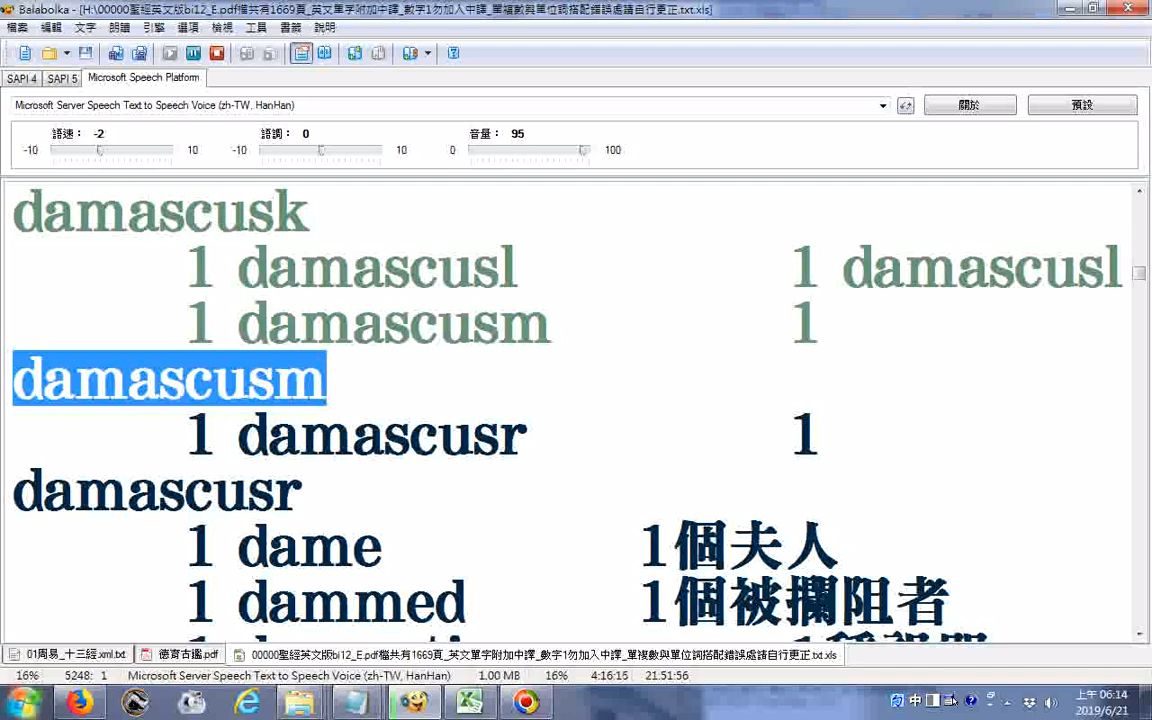 Balabolka - [H:\00000聖經英文版bi12_E.pdf檔共有1669頁_英文單字附加中譯_數字1勿加入中譯_單複數與單位詞搭配錯誤處請自行更正.txt.xls]
檔案 編輯 文字 朗讀 引擎 選項 檢視 工具 書籤 說明
SAPI 4 SAPI 5 Microsoft Speech Platform
Microsoft Server Speech Text to Speech Voice (zh-TW, HanHan) 關於 預設
語速： -2 語調： 0 音量： 95
-10 10 -10 10 0 100
damascusk
1 damascusl 1 damascusl
1 damascusm 1
damascusm
1 damascusr 1
damascusr
1 dame 1個夫人
1 dammed 1個被攔阻者
01周易_十三經.xml.txt 德育古鑑.pdf 00000聖經英文版bi12_E.pdf檔共有1669頁_英文單字附加中譯_數字1勿加入中譯_單複數與單位詞搭配錯誤處請自行更正.txt.xls
16% 5248: 1 Microsoft Server Speech Text to Speech Voice (zh-TW, HanHan) 1.00 MB 16% 4:16:15 21.51:56
中 上午 06:14
2019/6/21